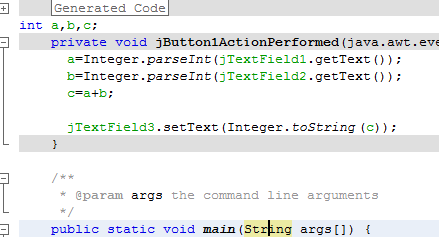 Generated Code
int a,b,c;
private void jButton1ActionPerformed(java.awt.eve
a=Integer.parseInt(jTextField1.getText());
b=Integer.parseInt(jTextField2.getText());
c=a+b;
jTextField3.setText(Integer.toString(c));
}
/**
* @param args the command line arguments
*/
public static void main(String args[]) {